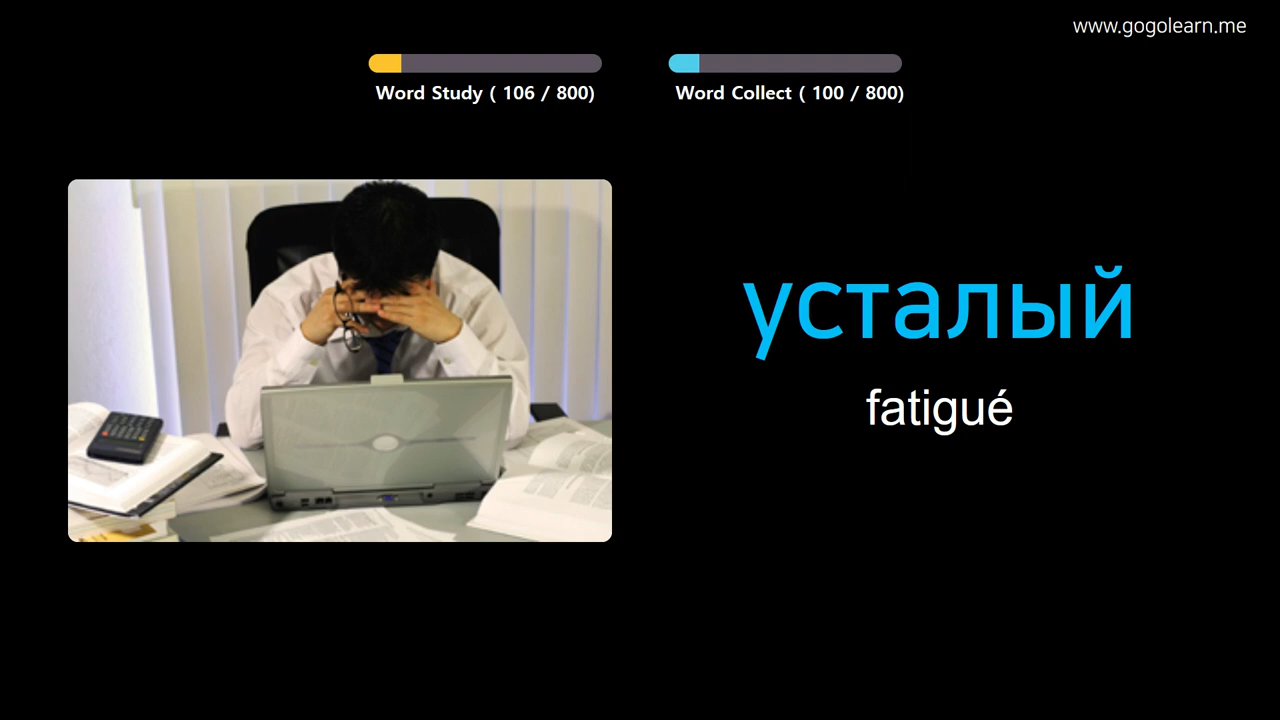 www.gogolearn.me
Word Study ( 106 / 800)
Word Collect ( 100 / 800)
усталый
fatigué